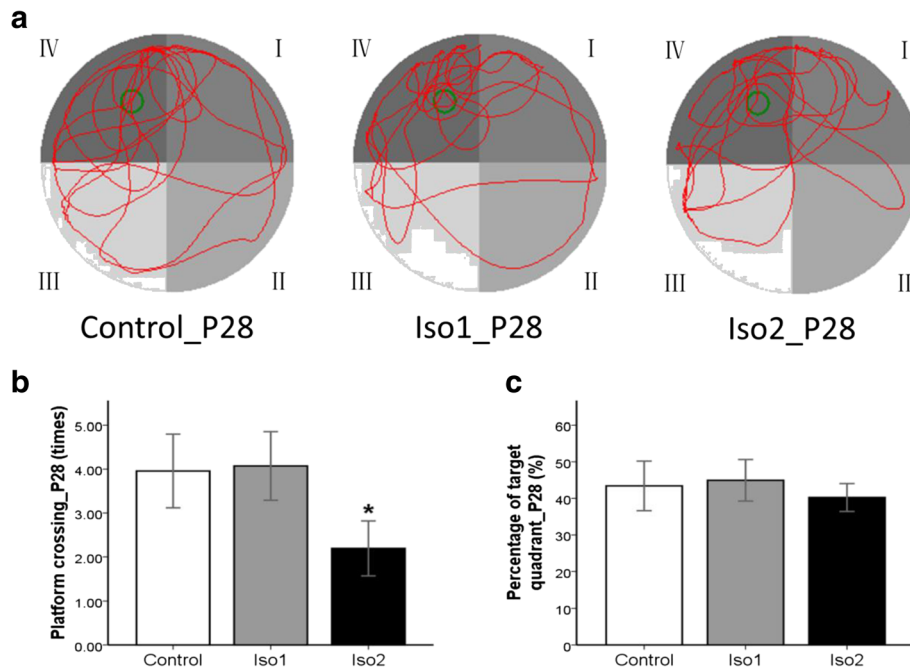 a
IV I
III II
Control_P28
IV I
III II
Iso1_P28
IV I
III II
Iso2_P28
b
Platform crossing_P28 (times)
5.00
4.00
3.00
2.00
1.00
0.00
*
Control Iso1 Iso2
c
Percentage of target
quadrant_P28 (%)
60
50
40
30
20
10
0
Control Iso1 Iso2